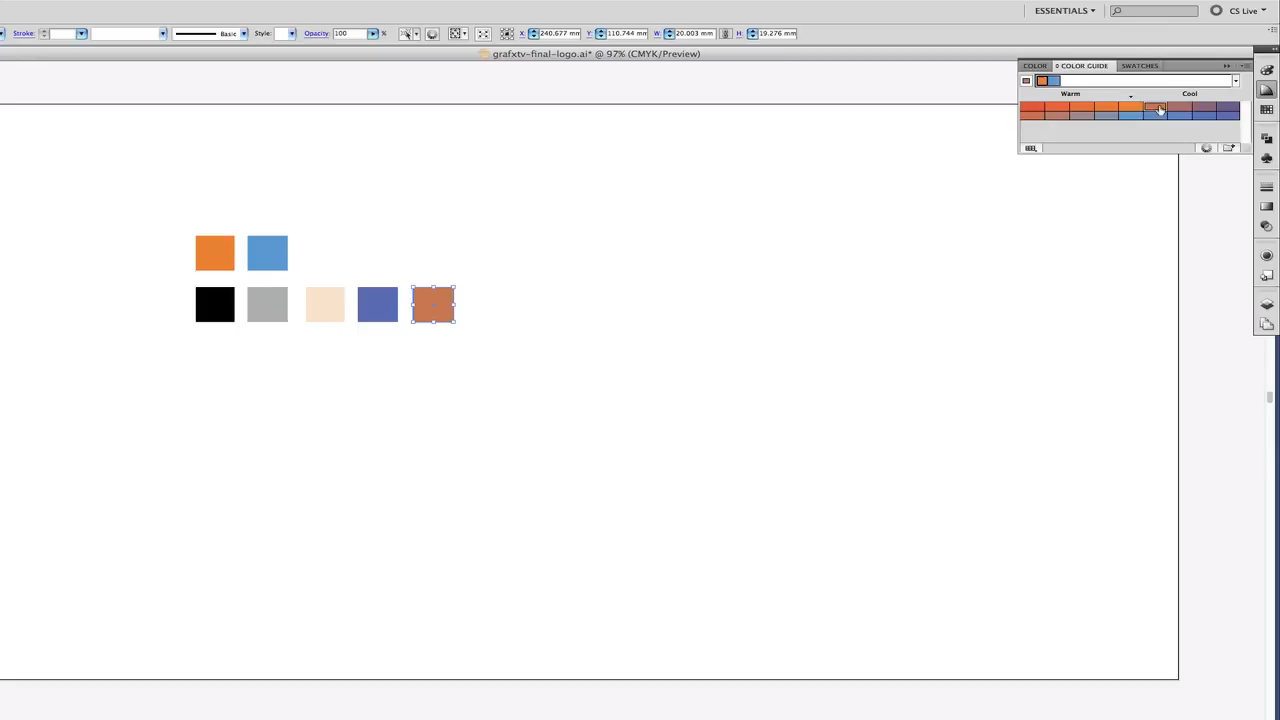 ESSENTIALS CS Live
Stroke: Basic Style: Opacity: 100 % X: 240.677 mm Y: 110.744 mm W: 20.003 mm H: 19.276 mm
grafxtv-final-logo.ai* @ 97% (CMYK/Preview)
COLOR COLOR GUIDE SWATCHES
Warm Cool